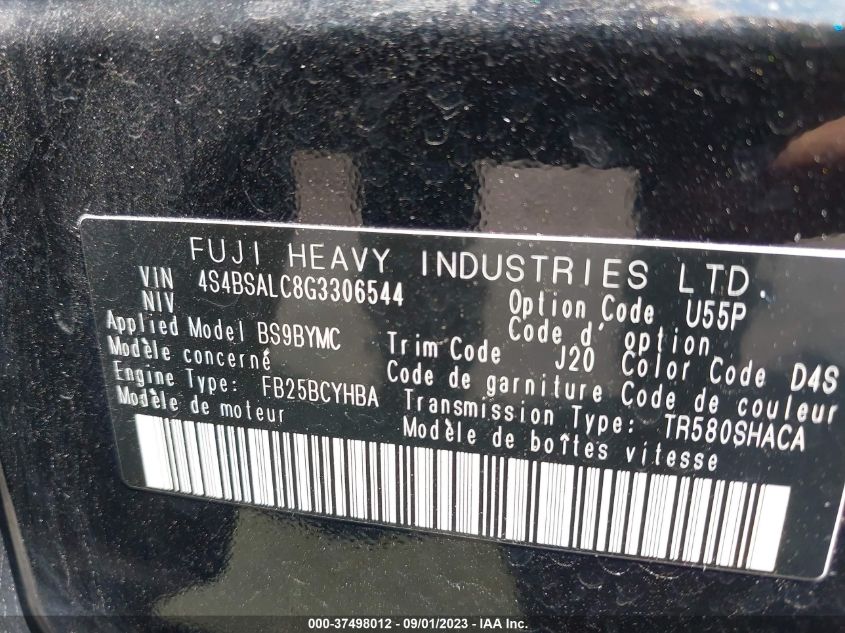 FUJI HEAVY INDUSTRIES LTD.
VIN 4S4BSALC8G3306544
NIV
Option Code U55P
Code d' option
Applied Model BS9BYMC
Modèle concerné
Trim Code J20 Color Code D4S
Code de garniture Code de couleur
Engine Type: FB25BCYHBA
Modèle de moteur
Transmission Type: TR580SHACA
Modèle de boîtes vitesse
000-37498012 - 09/01/2023 - IAA, Inc.